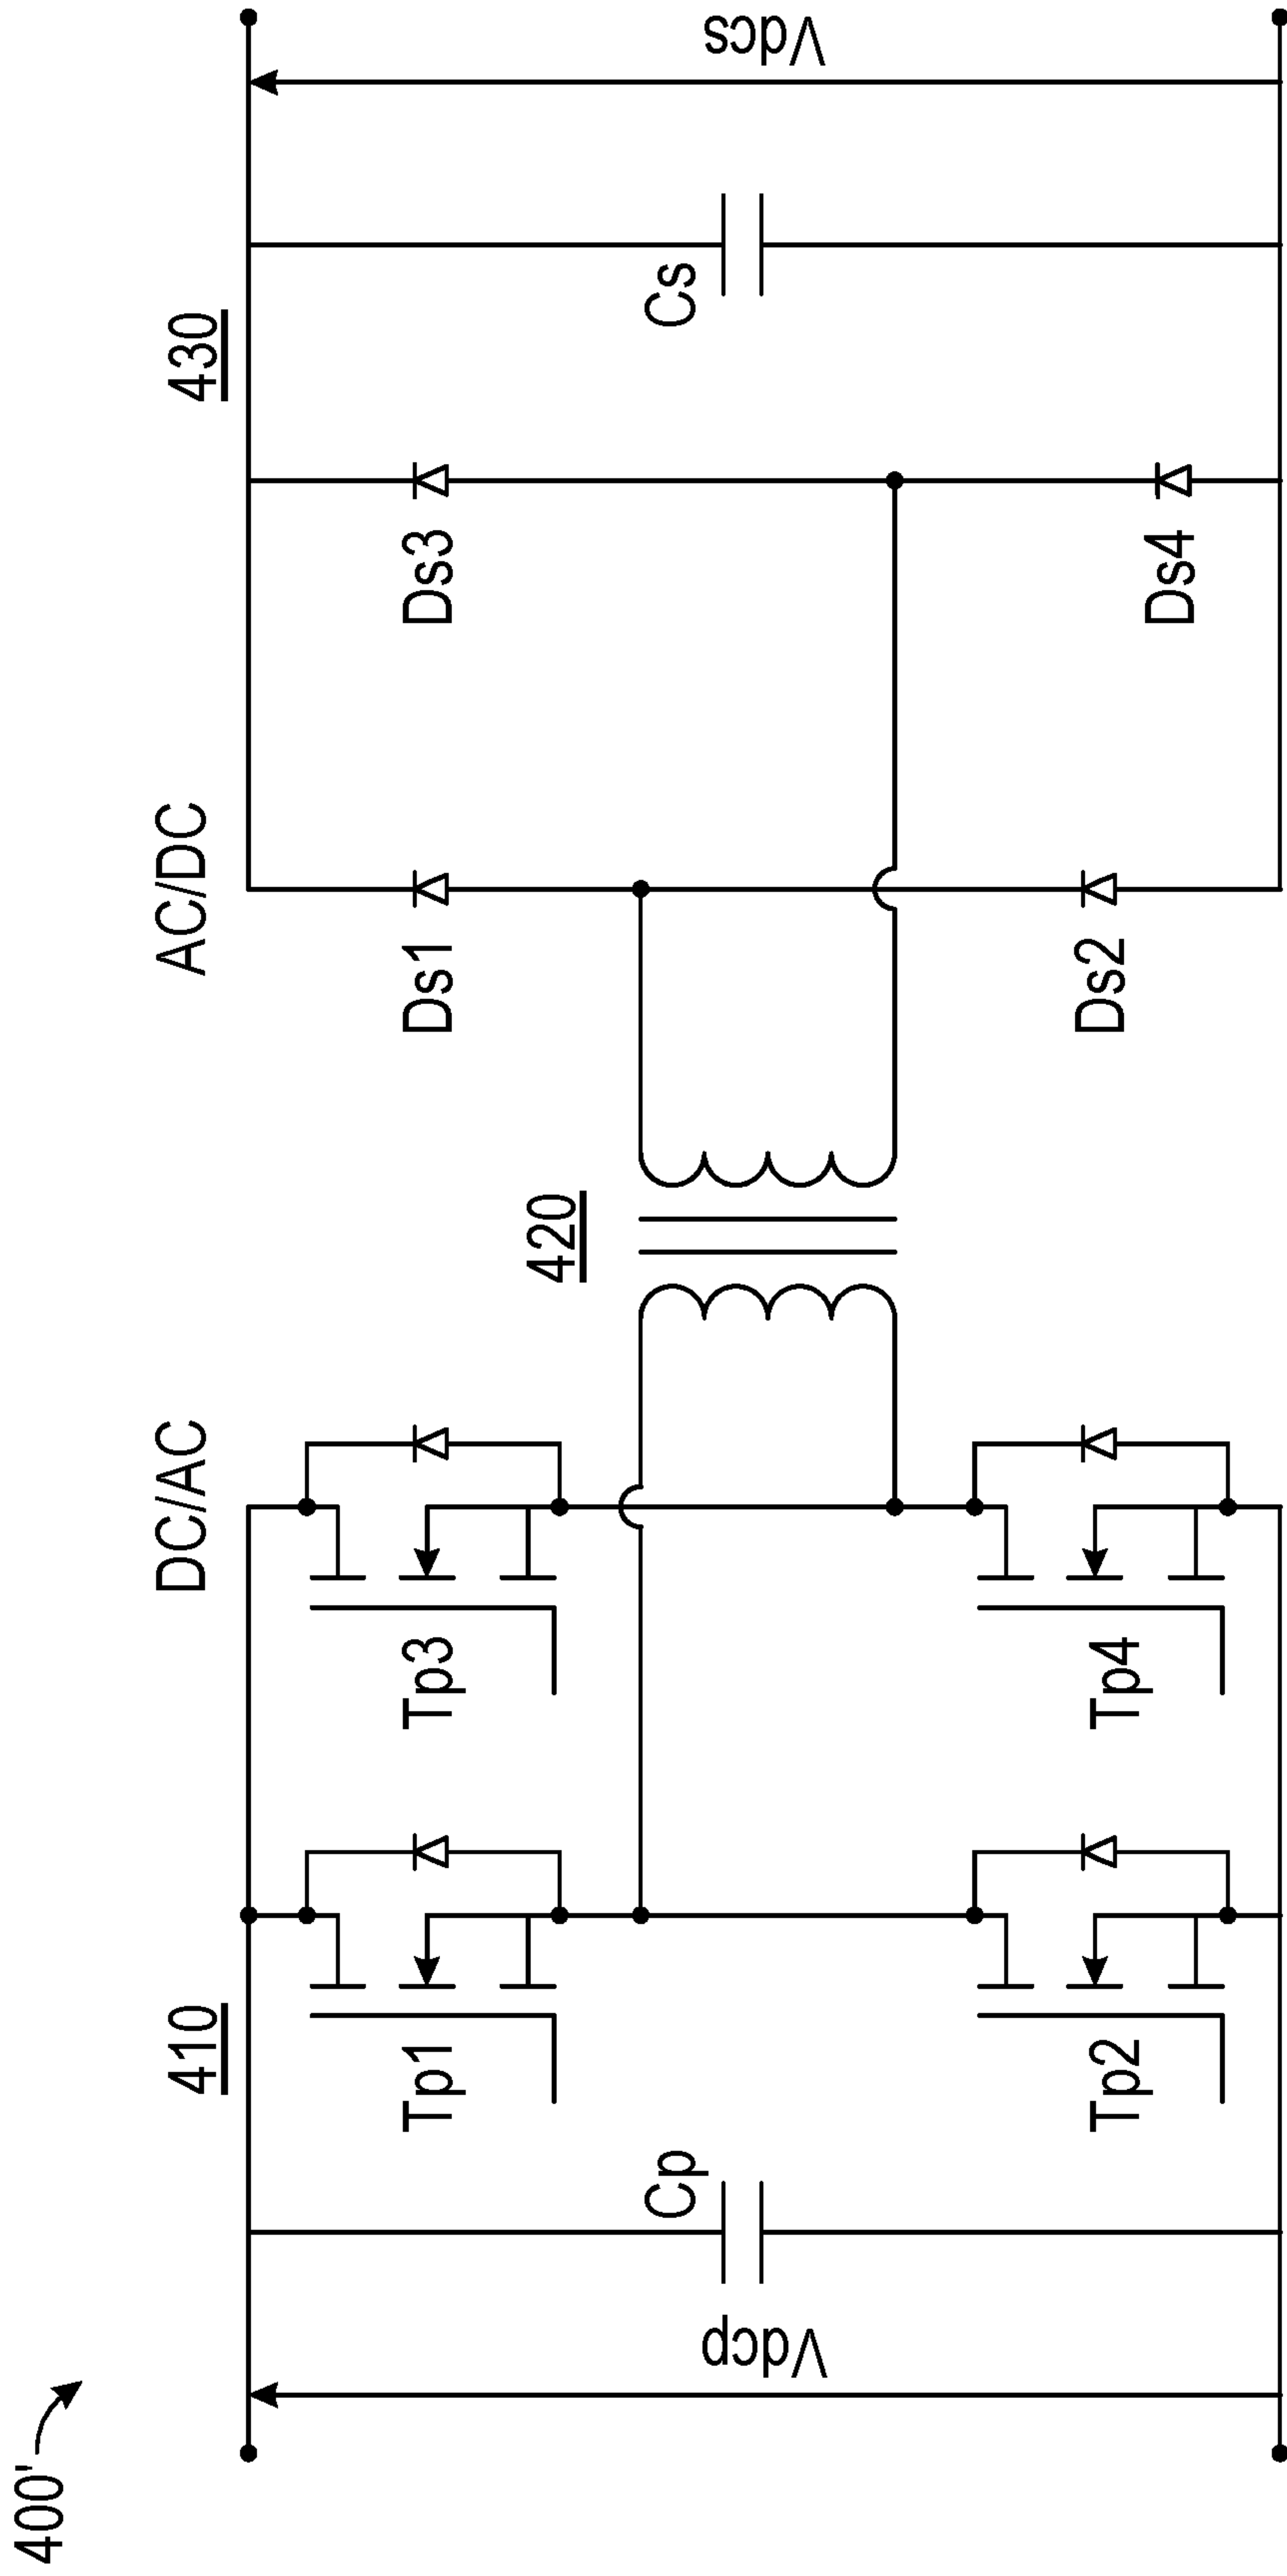 400'
410
DC/AC
420
AC/DC
430
Vdcp
Cp
Tp1
Tp3
Tp2
Tp4
Ds1
Ds3
Ds2
Ds4
Cs
Vdcs